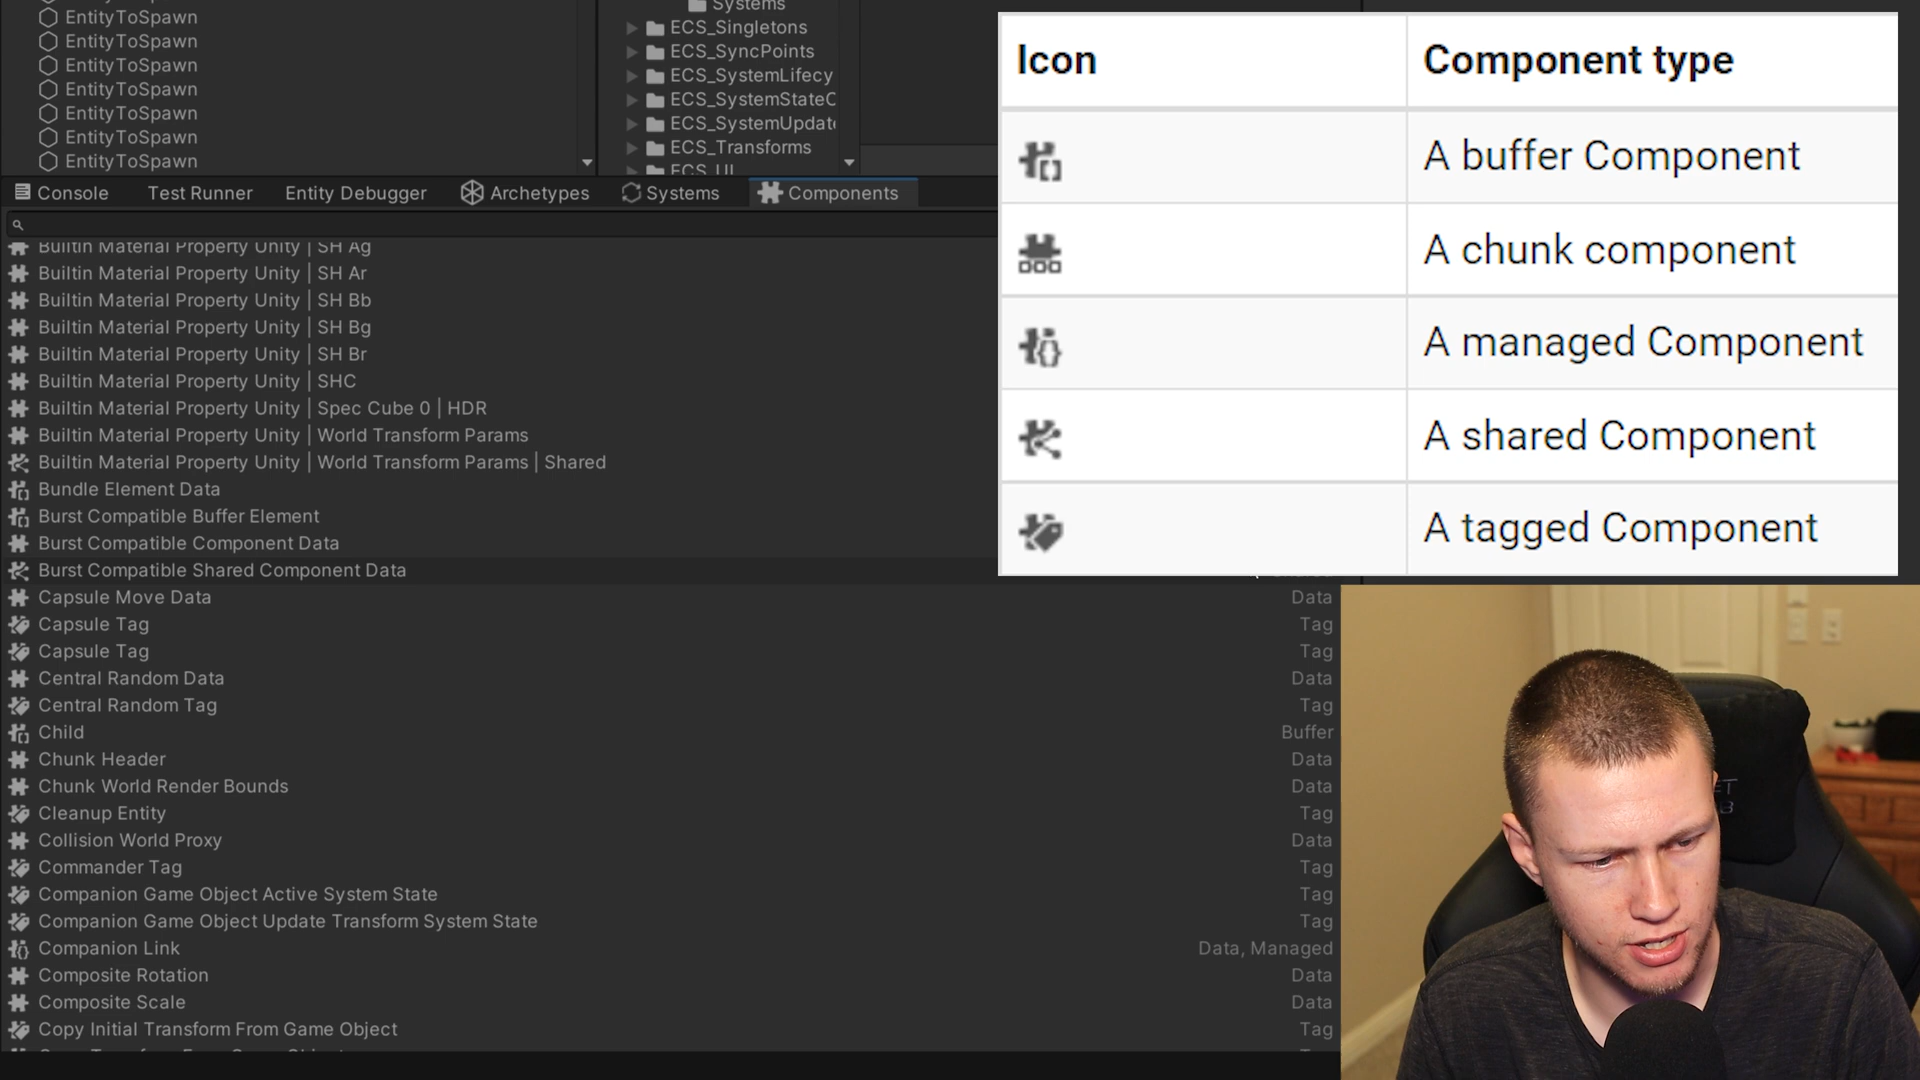 EntityToSpawn
EntityToSpawn
EntityToSpawn
EntityToSpawn
EntityToSpawn
EntityToSpawn
EntityToSpawn
Systems
ECS_Singletons
ECS_SyncPoints
ECS_SystemLifecy
ECS_SystemStateC
ECS_SystemUpdate
ECS_Transforms
ECS_UI
Console Test Runner Entity Debugger Archetypes Systems Components
Builtin Material Property Unity | SH Ag
Builtin Material Property Unity | SH Ar
Builtin Material Property Unity | SH Bb
Builtin Material Property Unity | SH Bg
Builtin Material Property Unity | SH Br
Builtin Material Property Unity | SHC
Builtin Material Property Unity | Spec Cube 0 | HDR
Builtin Material Property Unity | World Transform Params
Builtin Material Property Unity | World Transform Params | Shared
Bundle Element Data
Burst Compatible Buffer Element
Burst Compatible Component Data
Burst Compatible Shared Component Data
Capsule Move Data Data
Capsule Tag Tag
Capsule Tag Tag
Central Random Data Data
Central Random Tag Tag
Child Buffer
Chunk Header Data
Chunk World Render Bounds Data
Cleanup Entity Tag
Collision World Proxy Data
Commander Tag Tag
Companion Game Object Active System State Tag
Companion Game Object Update Transform System State Tag
Companion Link Data, Managed
Composite Rotation Data
Composite Scale Data
Copy Initial Transform From Game Object Tag
Icon Component type
A buffer Component
A chunk component
A managed Component
A shared Component
A tagged Component